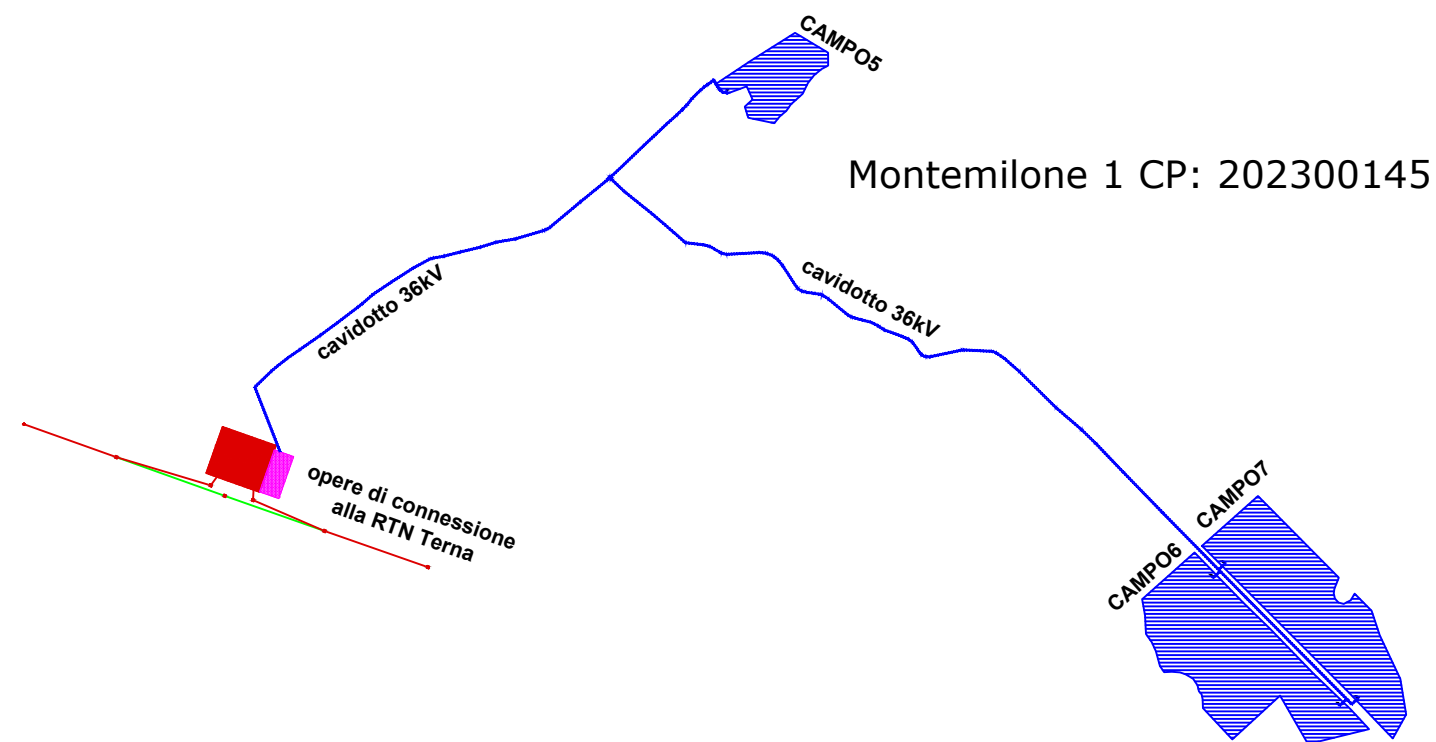 CAMPO5
Montemilone 1 CP: 202300145
cavidotto 36kV
cavidotto 36kV
opere di connessione
alla RTN Terna
CAMPO7
CAMPO6